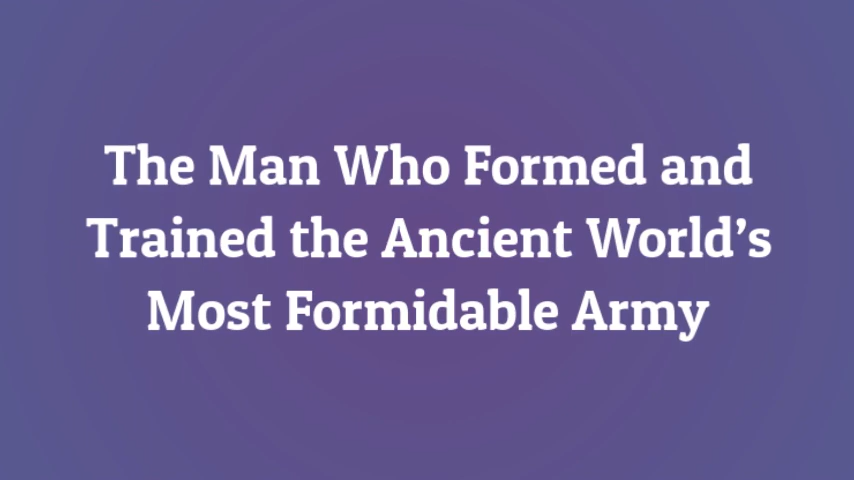 The Man Who Formed and
Trained the Ancient World’s
Most Formidable Army